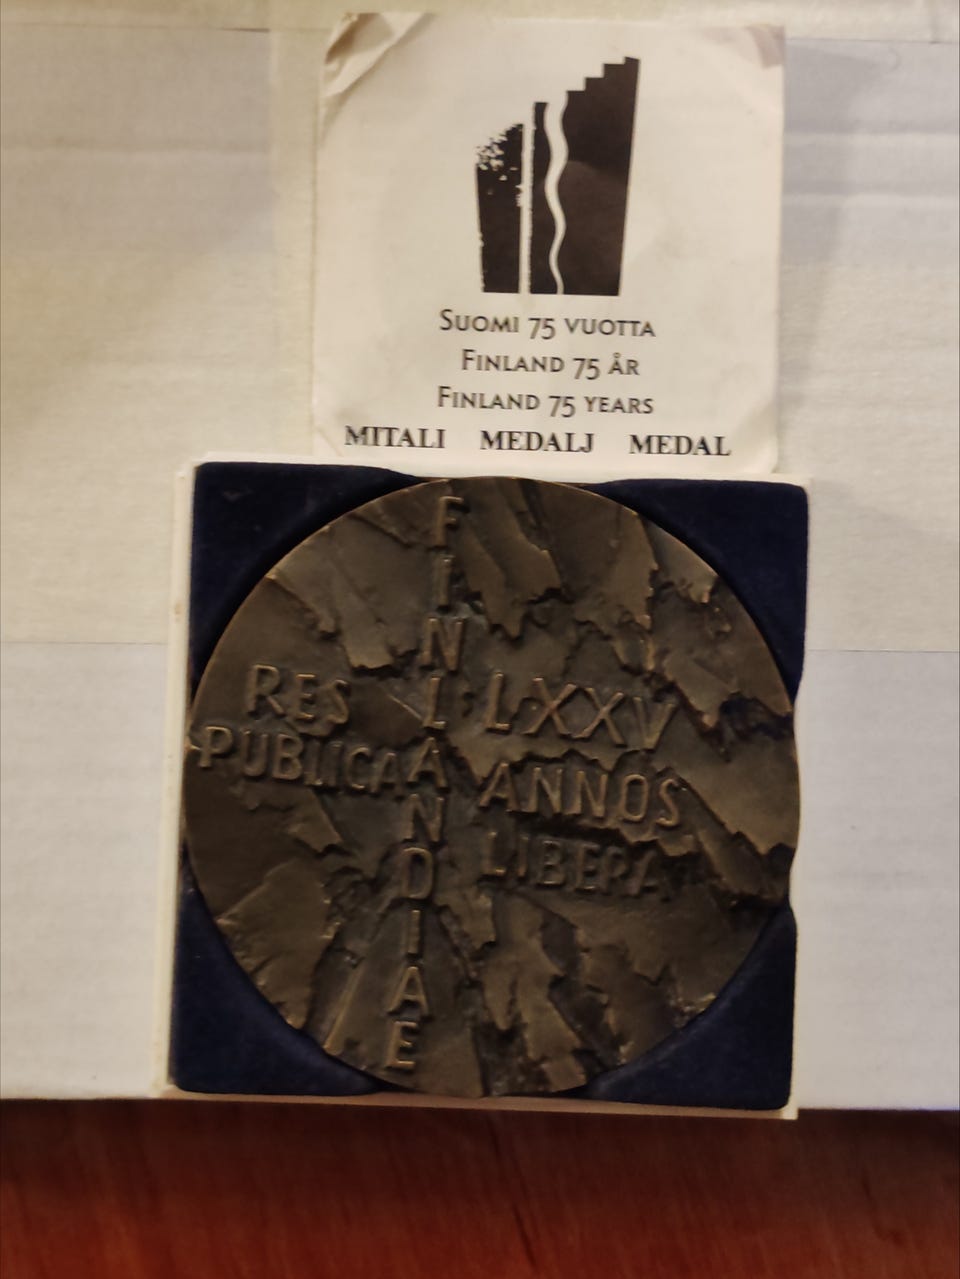 SUOMI 75 VUOTTA
FINLAND 75 ÅR
FINLAND 75 YEARS
MITALI MEDALJ MEDAL
FINLANDIAE
RES
PUBLICA
LXXV
ANNOS
LIBERA